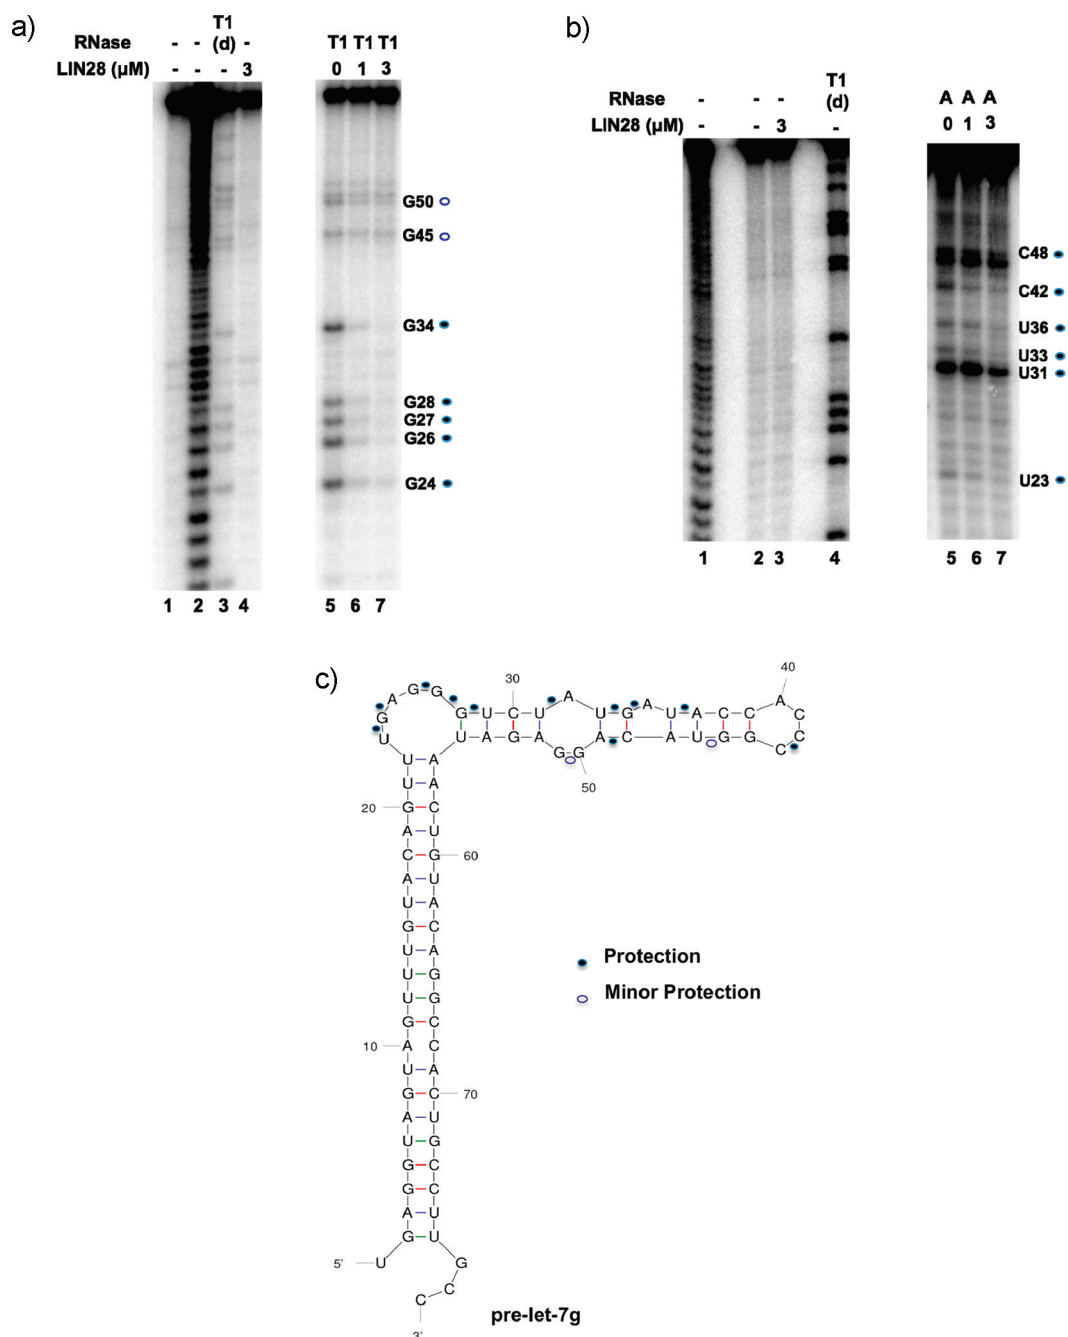 a)
T1
RNase - - (d) - T1 T1 T1
LIN28 (µM) - - - 3 0 1 3
G50
G45
G34
G28
G27
G26
G24
1 2 3 4 5 6 7
b)
T1
RNase - - - (d) A A A
LIN28 (µM) - - 3 - 0 1 3
C48
C42
U36
U33
U31
U23
1 2 3 4 5 6 7
c)
30 40
U G A G G G U C U A U G A U A C C A C C C
U A G A G G A C A U G G
50
U A
U A
20 G C
A U
C G 60
A U
U A
G C
U A
U G
U G
G C
10 A C
U A
G C 70
A U
U G
G C
G C
A U
G U
5' U G
C
C
3'
Protection
Minor Protection
pre-let-7g